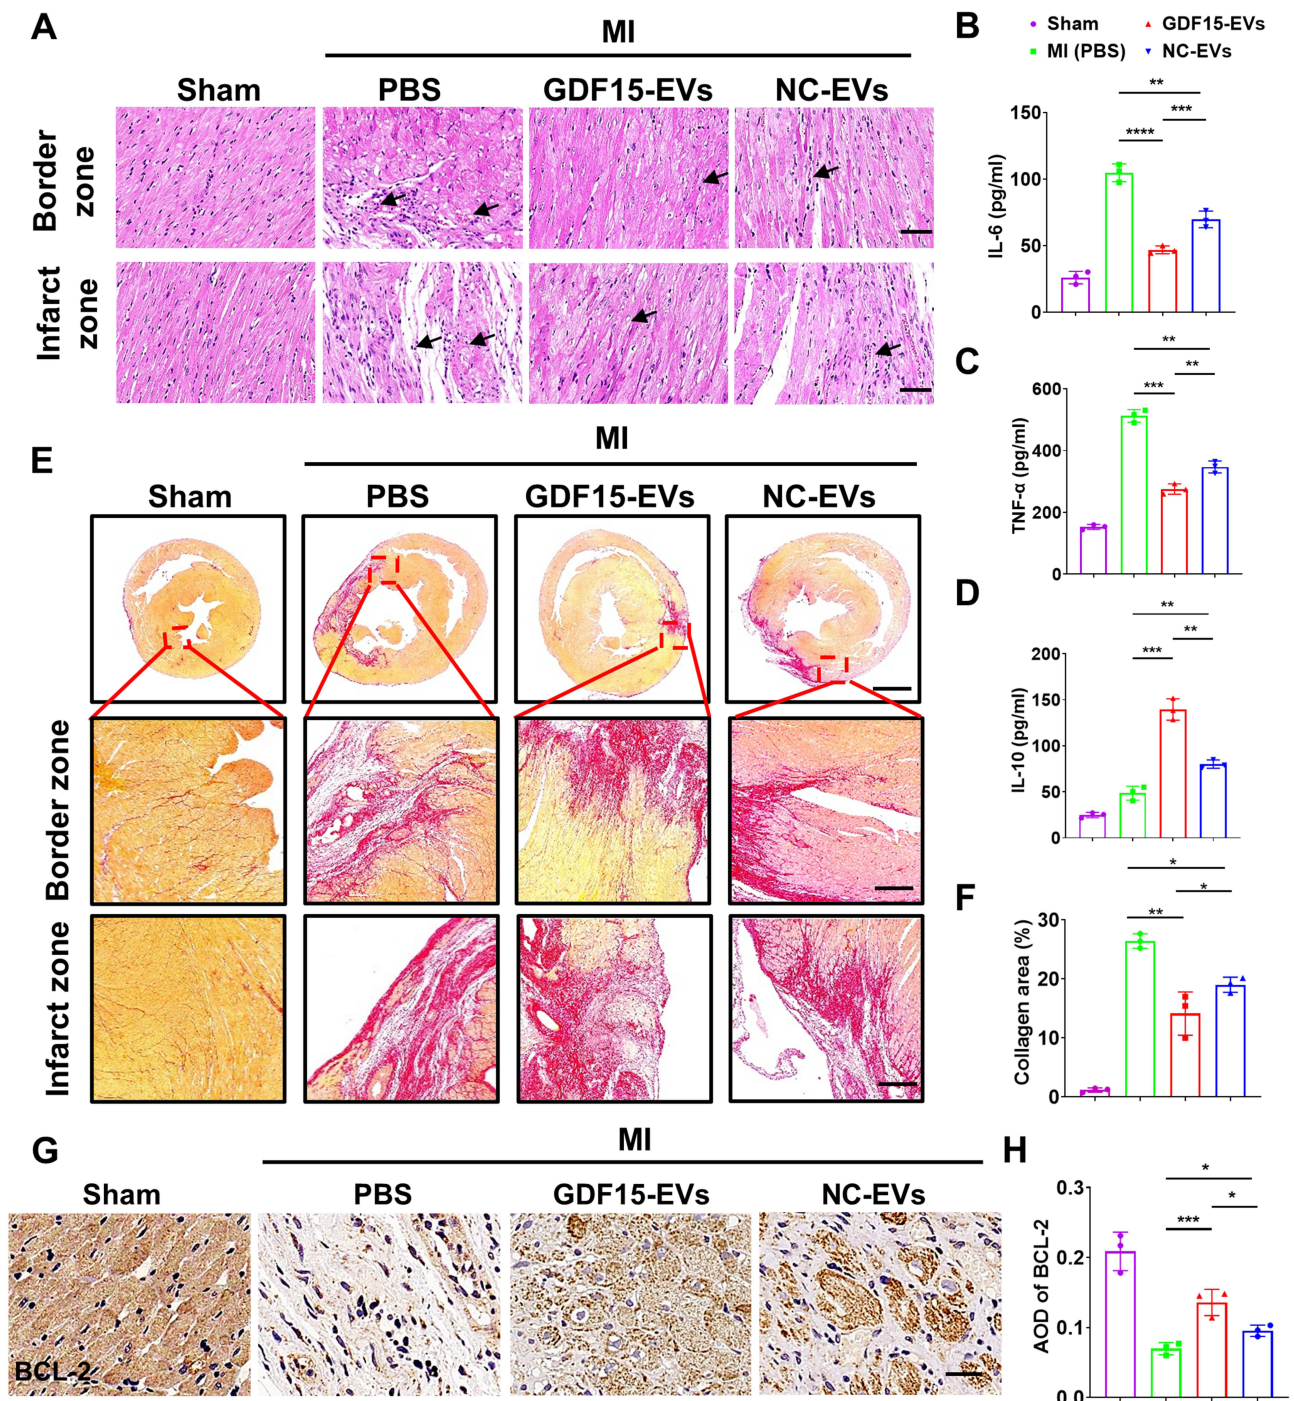 A
MI
Sham PBS GDF15-EVs NC-EVs
Border zone
Infarct zone
B
Sham GDF15-EVs
MI (PBS) NC-EVs
**
***
****
150
100
50
0
IL-6 (pg/ml)
C
**
**
***
600
400
200
0
TNF-α (pg/ml)
D
**
**
***
200
150
100
50
0
IL-10 (pg/ml)
E
MI
Sham PBS GDF15-EVs NC-EVs
Border zone
Infarct zone
F
*
*
**
30
20
10
0
Collagen area (%)
G
MI
Sham PBS GDF15-EVs NC-EVs
BCL-2
H
*
*
***
0.3
0.2
0.1
0.0
AOD of BCL-2